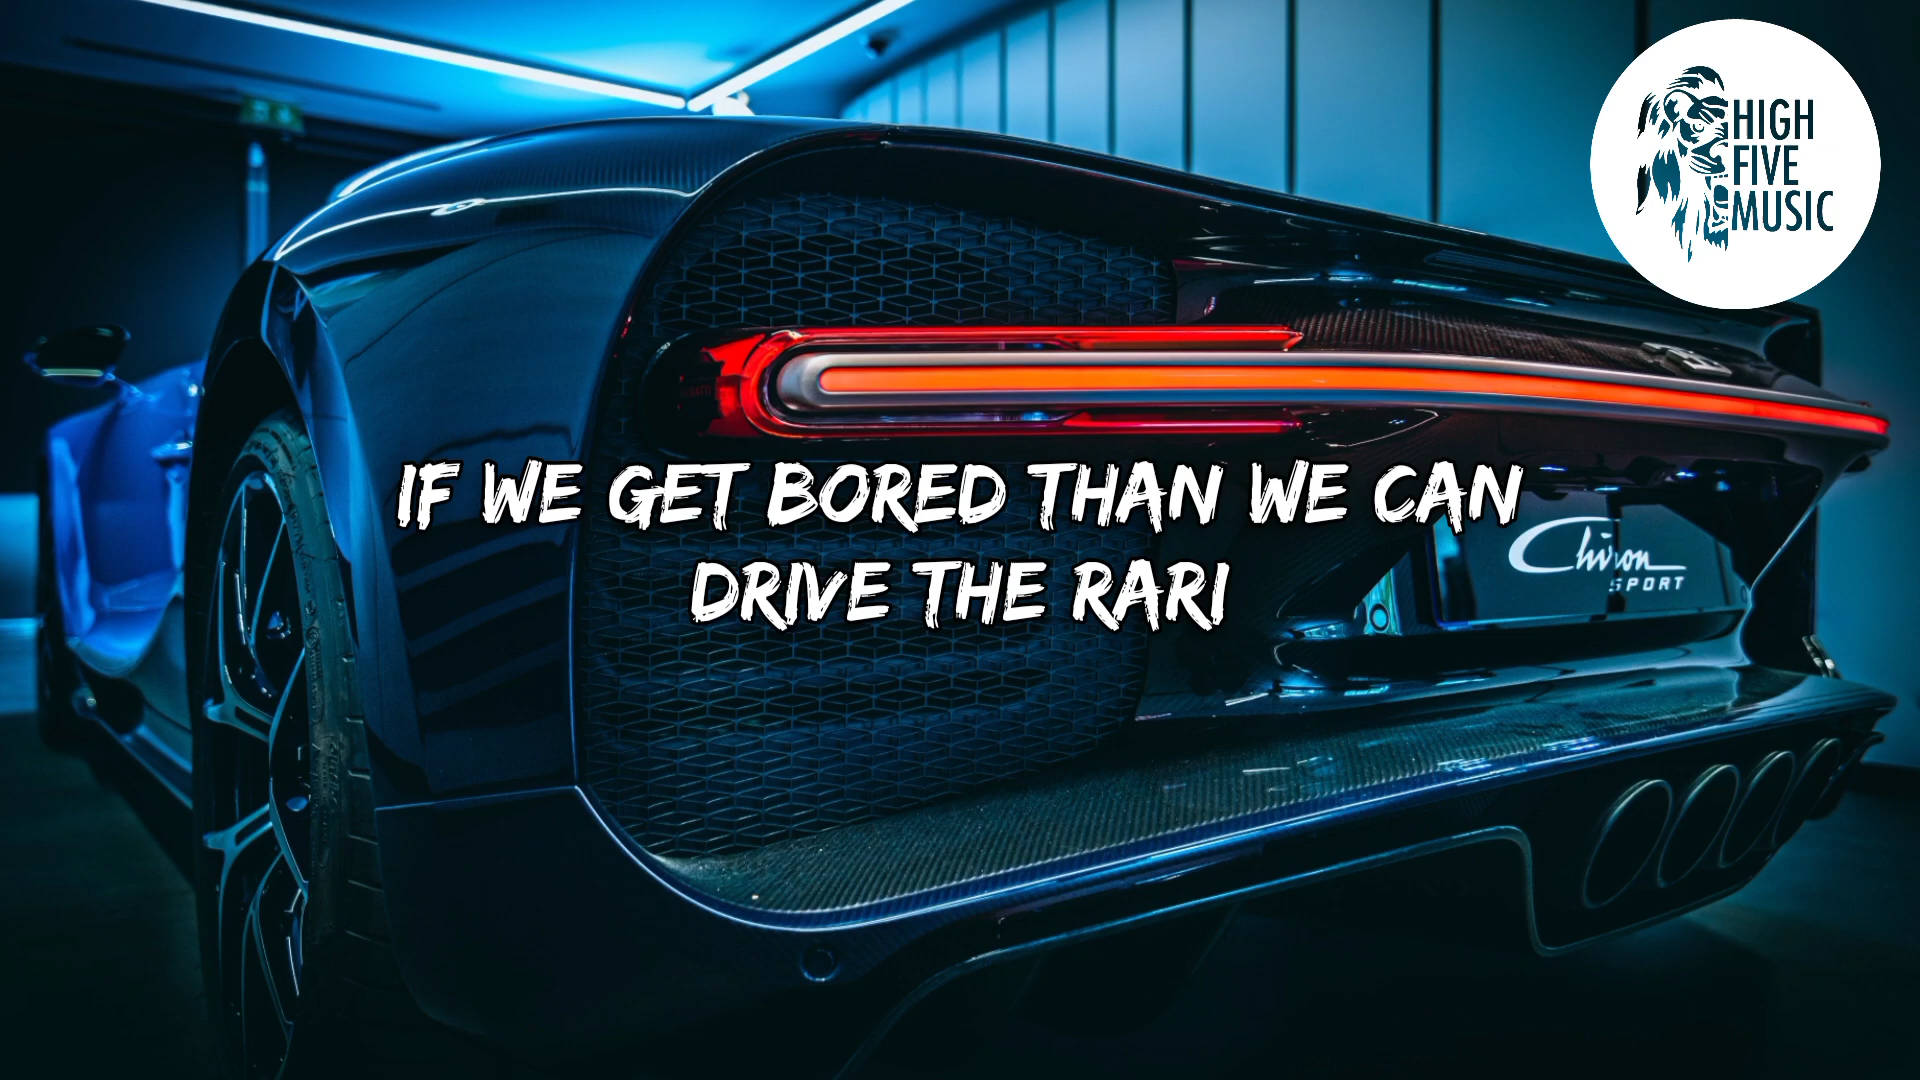 HIGH
FIVE
MUSIC
IF WE GET BORED THAN WE CAN
DRIVE THE RARI
Chiron
SPORT